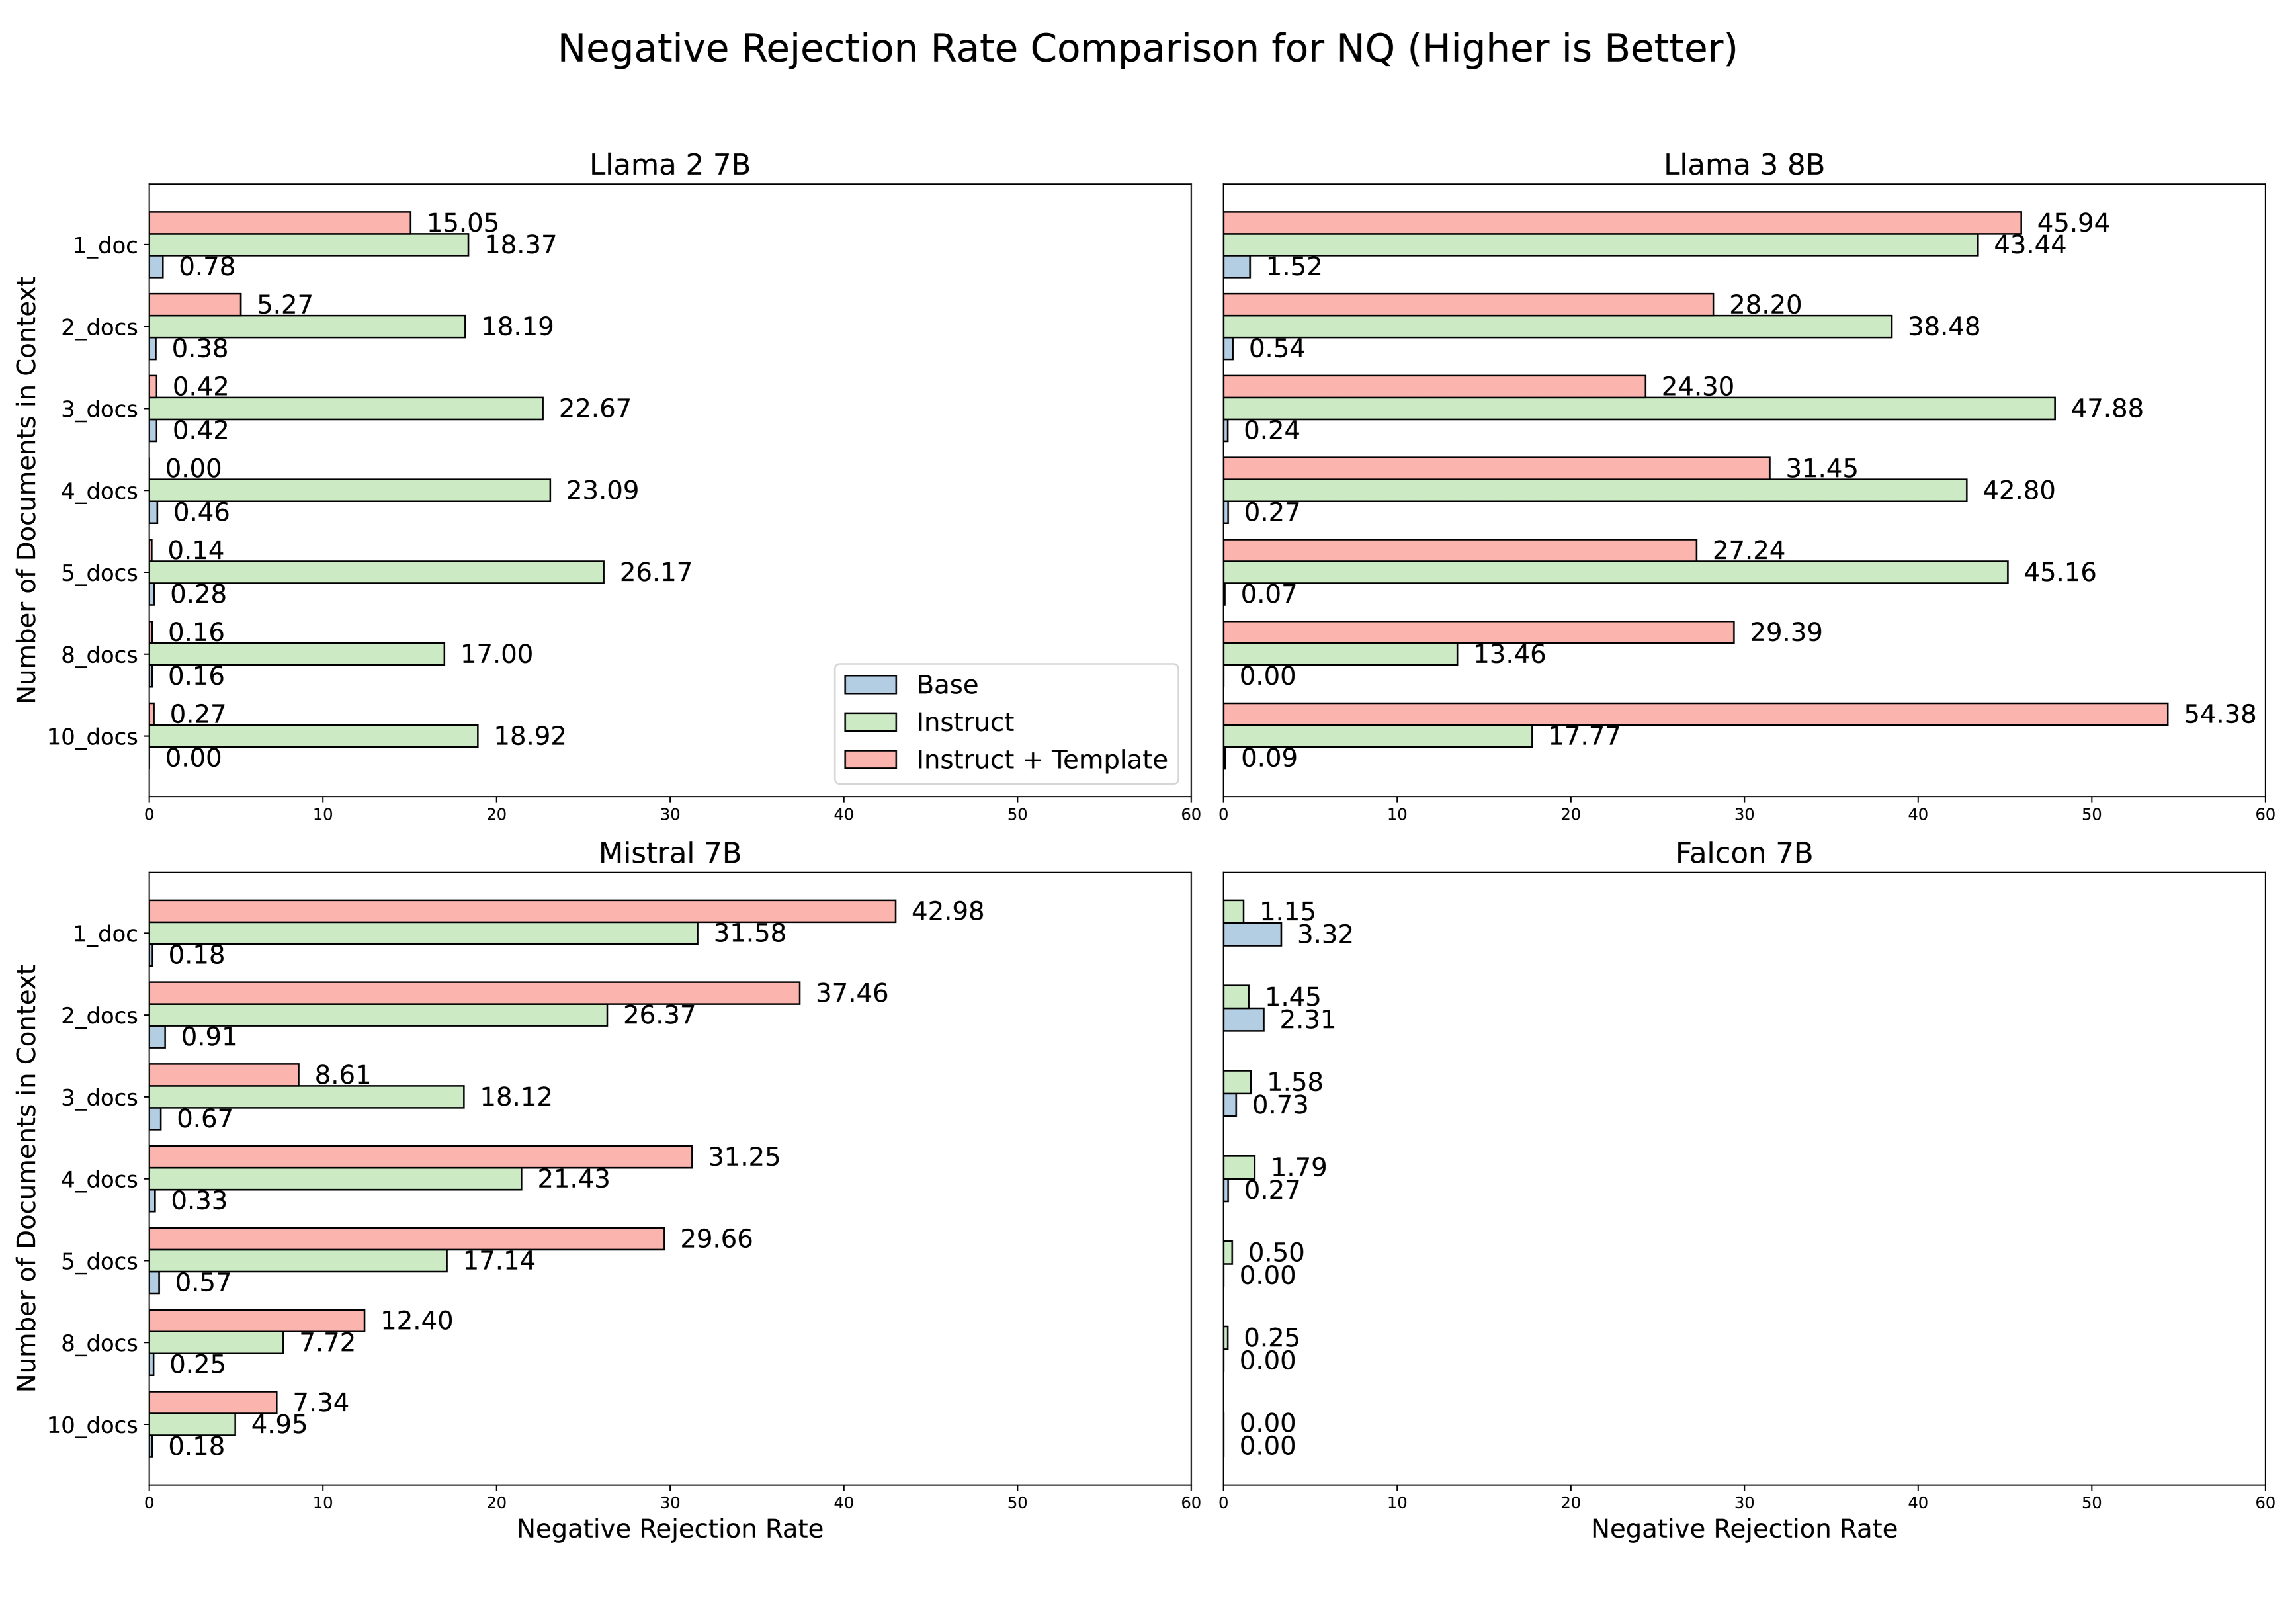 Negative Rejection Rate Comparison for NQ (Higher is Better)
Llama 2 7B
Number of Documents in Context
1_doc
15.05
18.37
0.78
2_docs
5.27
18.19
0.38
3_docs
0.42
22.67
0.42
4_docs
0.00
23.09
0.46
5_docs
0.14
26.17
0.28
8_docs
0.16
17.00
0.16
10_docs
0.27
18.92
0.00
Base
Instruct
Instruct + Template
0 10 20 30 40 50 60
Llama 3 8B
45.94
43.44
1.52
28.20
38.48
0.54
24.30
47.88
0.24
31.45
42.80
0.27
27.24
45.16
0.07
29.39
13.46
0.00
54.38
17.77
0.09
0 10 20 30 40 50 60
Mistral 7B
Number of Documents in Context
1_doc
42.98
31.58
0.18
2_docs
37.46
26.37
0.91
3_docs
8.61
18.12
0.67
4_docs
31.25
21.43
0.33
5_docs
29.66
17.14
0.57
8_docs
12.40
7.72
0.25
10_docs
7.34
4.95
0.18
0 10 20 30 40 50 60
Negative Rejection Rate
Falcon 7B
1.15
3.32
1.45
2.31
1.58
0.73
1.79
0.27
0.50
0.00
0.25
0.00
0.00
0.00
0 10 20 30 40 50 60
Negative Rejection Rate